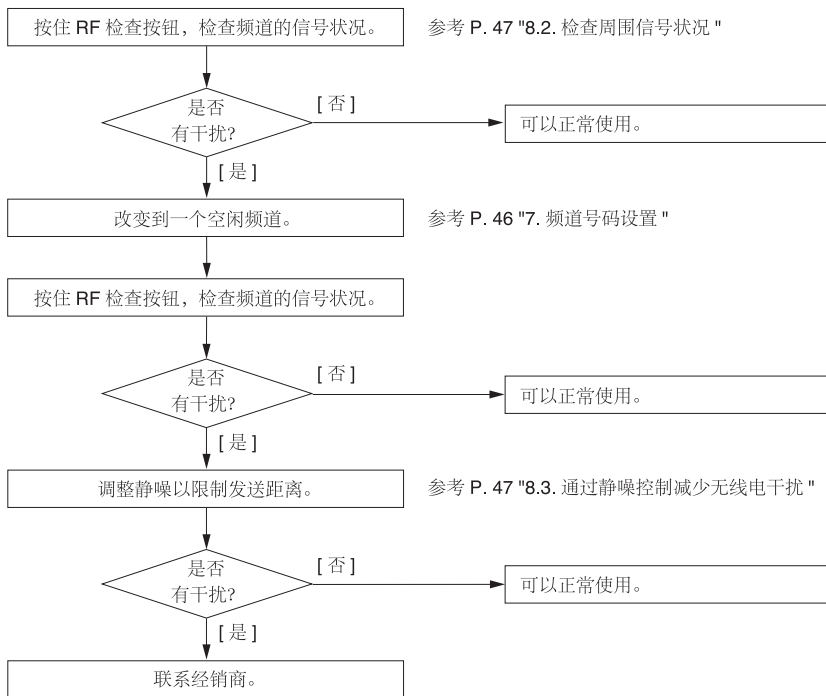 按住 RF 检查按钮，检查频道的信号状况。 参考 P. 47 "8.2. 检查周围信号状况 "
是否
有干扰?
[ 否 ]
可以正常使用。
[ 是 ]
改变到一个空闲频道。 参考 P. 46 "7. 频道号码设置 "
按住 RF 检查按钮，检查频道的信号状况。
是否
有干扰?
[ 否 ]
可以正常使用。
[ 是 ]
调整静噪以限制发送距离。 参考 P. 47 "8.3. 通过静噪控制减少无线电干扰 "
是否
有干扰?
[ 否 ]
可以正常使用。
[ 是 ]
联系经销商。